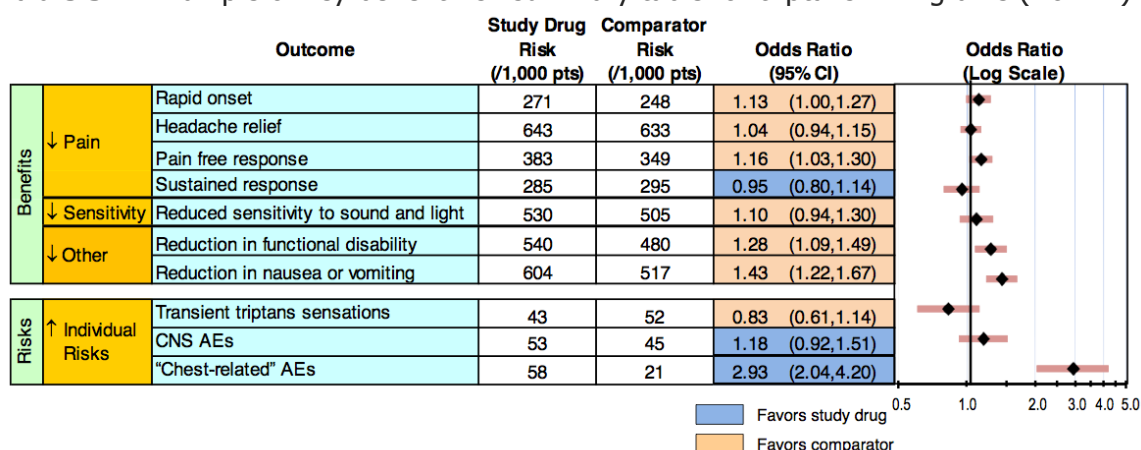 Study Drug Comparator
Outcome Risk Risk Odds Ratio Odds Ratio
(/1,000 pts) (/1,000 pts) (95% CI) (Log Scale)
Benefits
↓ Pain
Rapid onset 271 248 1.13 (1.00,1.27)
Headache relief 643 633 1.04 (0.94,1.15)
Pain free response 383 349 1.16 (1.03,1.30)
Sustained response 285 295 0.95 (0.80,1.14)
↓ Sensitivity Reduced sensitivity to sound and light 530 505 1.10 (0.94,1.30)
↓ Other
Reduction in functional disability 540 480 1.28 (1.09,1.49)
Reduction in nausea or vomiting 604 517 1.43 (1.22,1.67)
Risks
↑ Individual
Risks
Transient triptans sensations 43 52 0.83 (0.61,1.14)
CNS AEs 53 45 1.18 (0.92,1.51)
“Chest-related” AEs 58 21 2.93 (2.04,4.20)
0.5 1.0 2.0 3.0 4.0 5.0
Favors study drug
Favors comparator